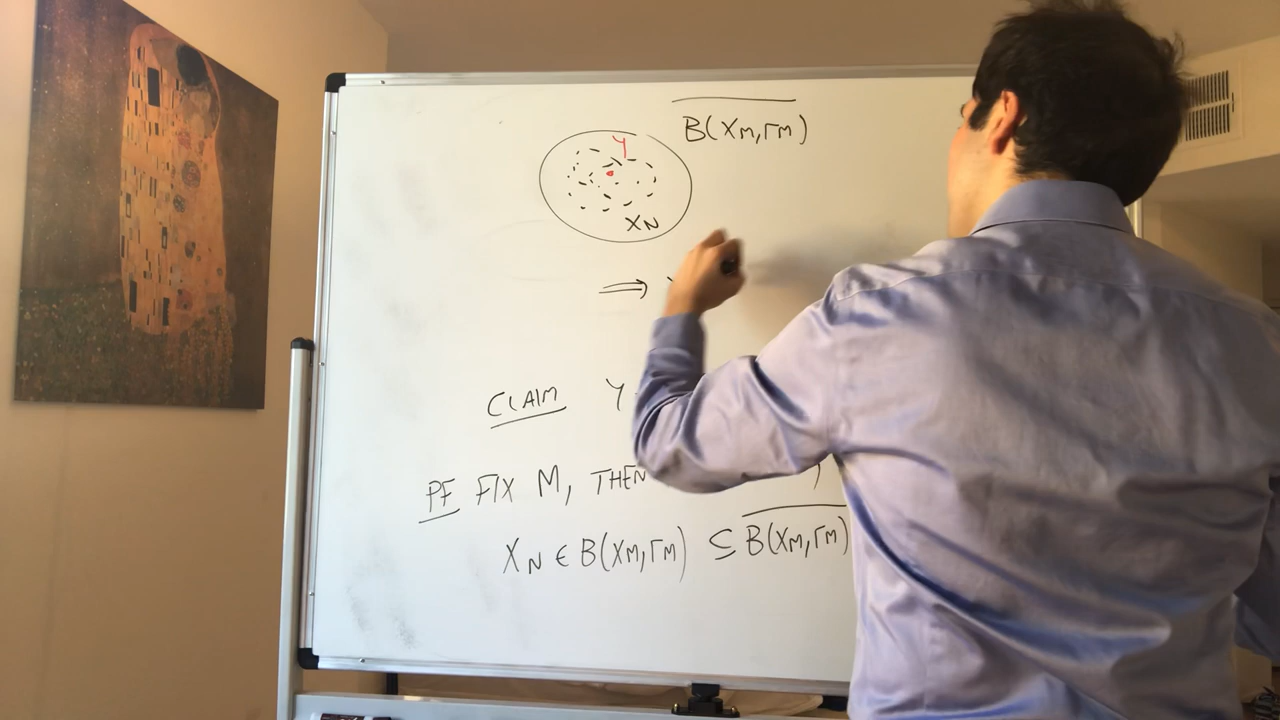 B(XM,rM)
Y
XN
⇒
CLAIM Y
PF FIX M, THEN
XN ∈ B(XM,rM) ⊆ B(XM,rM)